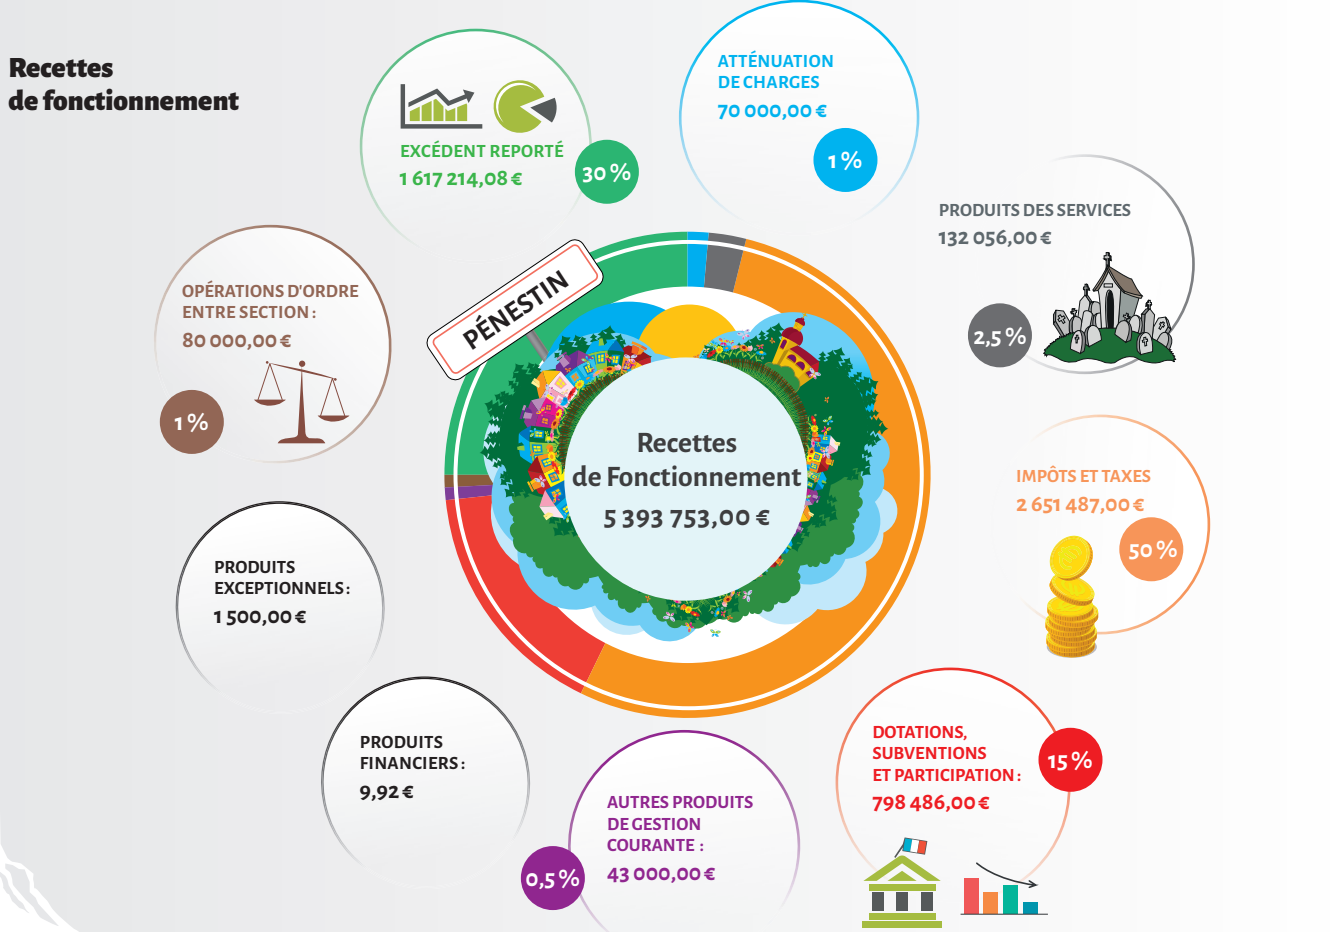 Recettes
de fonctionnement
EXCÉDENT REPORTÉ
1 617 214,08 €
30 %
ATTÉNUATION
DE CHARGES
70 000,00 €
1 %
PRODUITS DES SERVICES
132 056,00 €
2,5 %
OPÉRATIONS D'ORDRE
ENTRE SECTION :
80 000,00 €
1 %
PÉNESTIN
Recettes
de Fonctionnement
5 393 753,00 €
IMPÔTS ET TAXES
2 651 487,00 €
50 %
PRODUITS
EXCEPTIONNELS :
1 500,00 €
PRODUITS
FINANCIERS :
9,92 €
AUTRES PRODUITS
DE GESTION
COURANTE :
43 000,00 €
0,5 %
DOTATIONS,
SUBVENTIONS
ET PARTICIPATION :
798 486,00 €
15 %